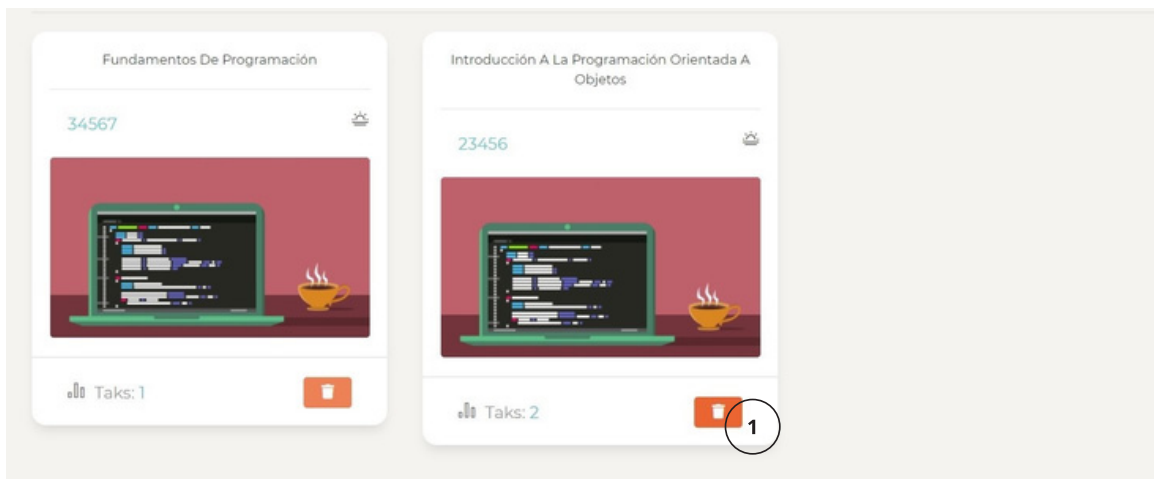 Fundamentos De Programación
34567
Taks: 1
Introducción A La Programación Orientada A
Objetos
23456
Taks: 2
1